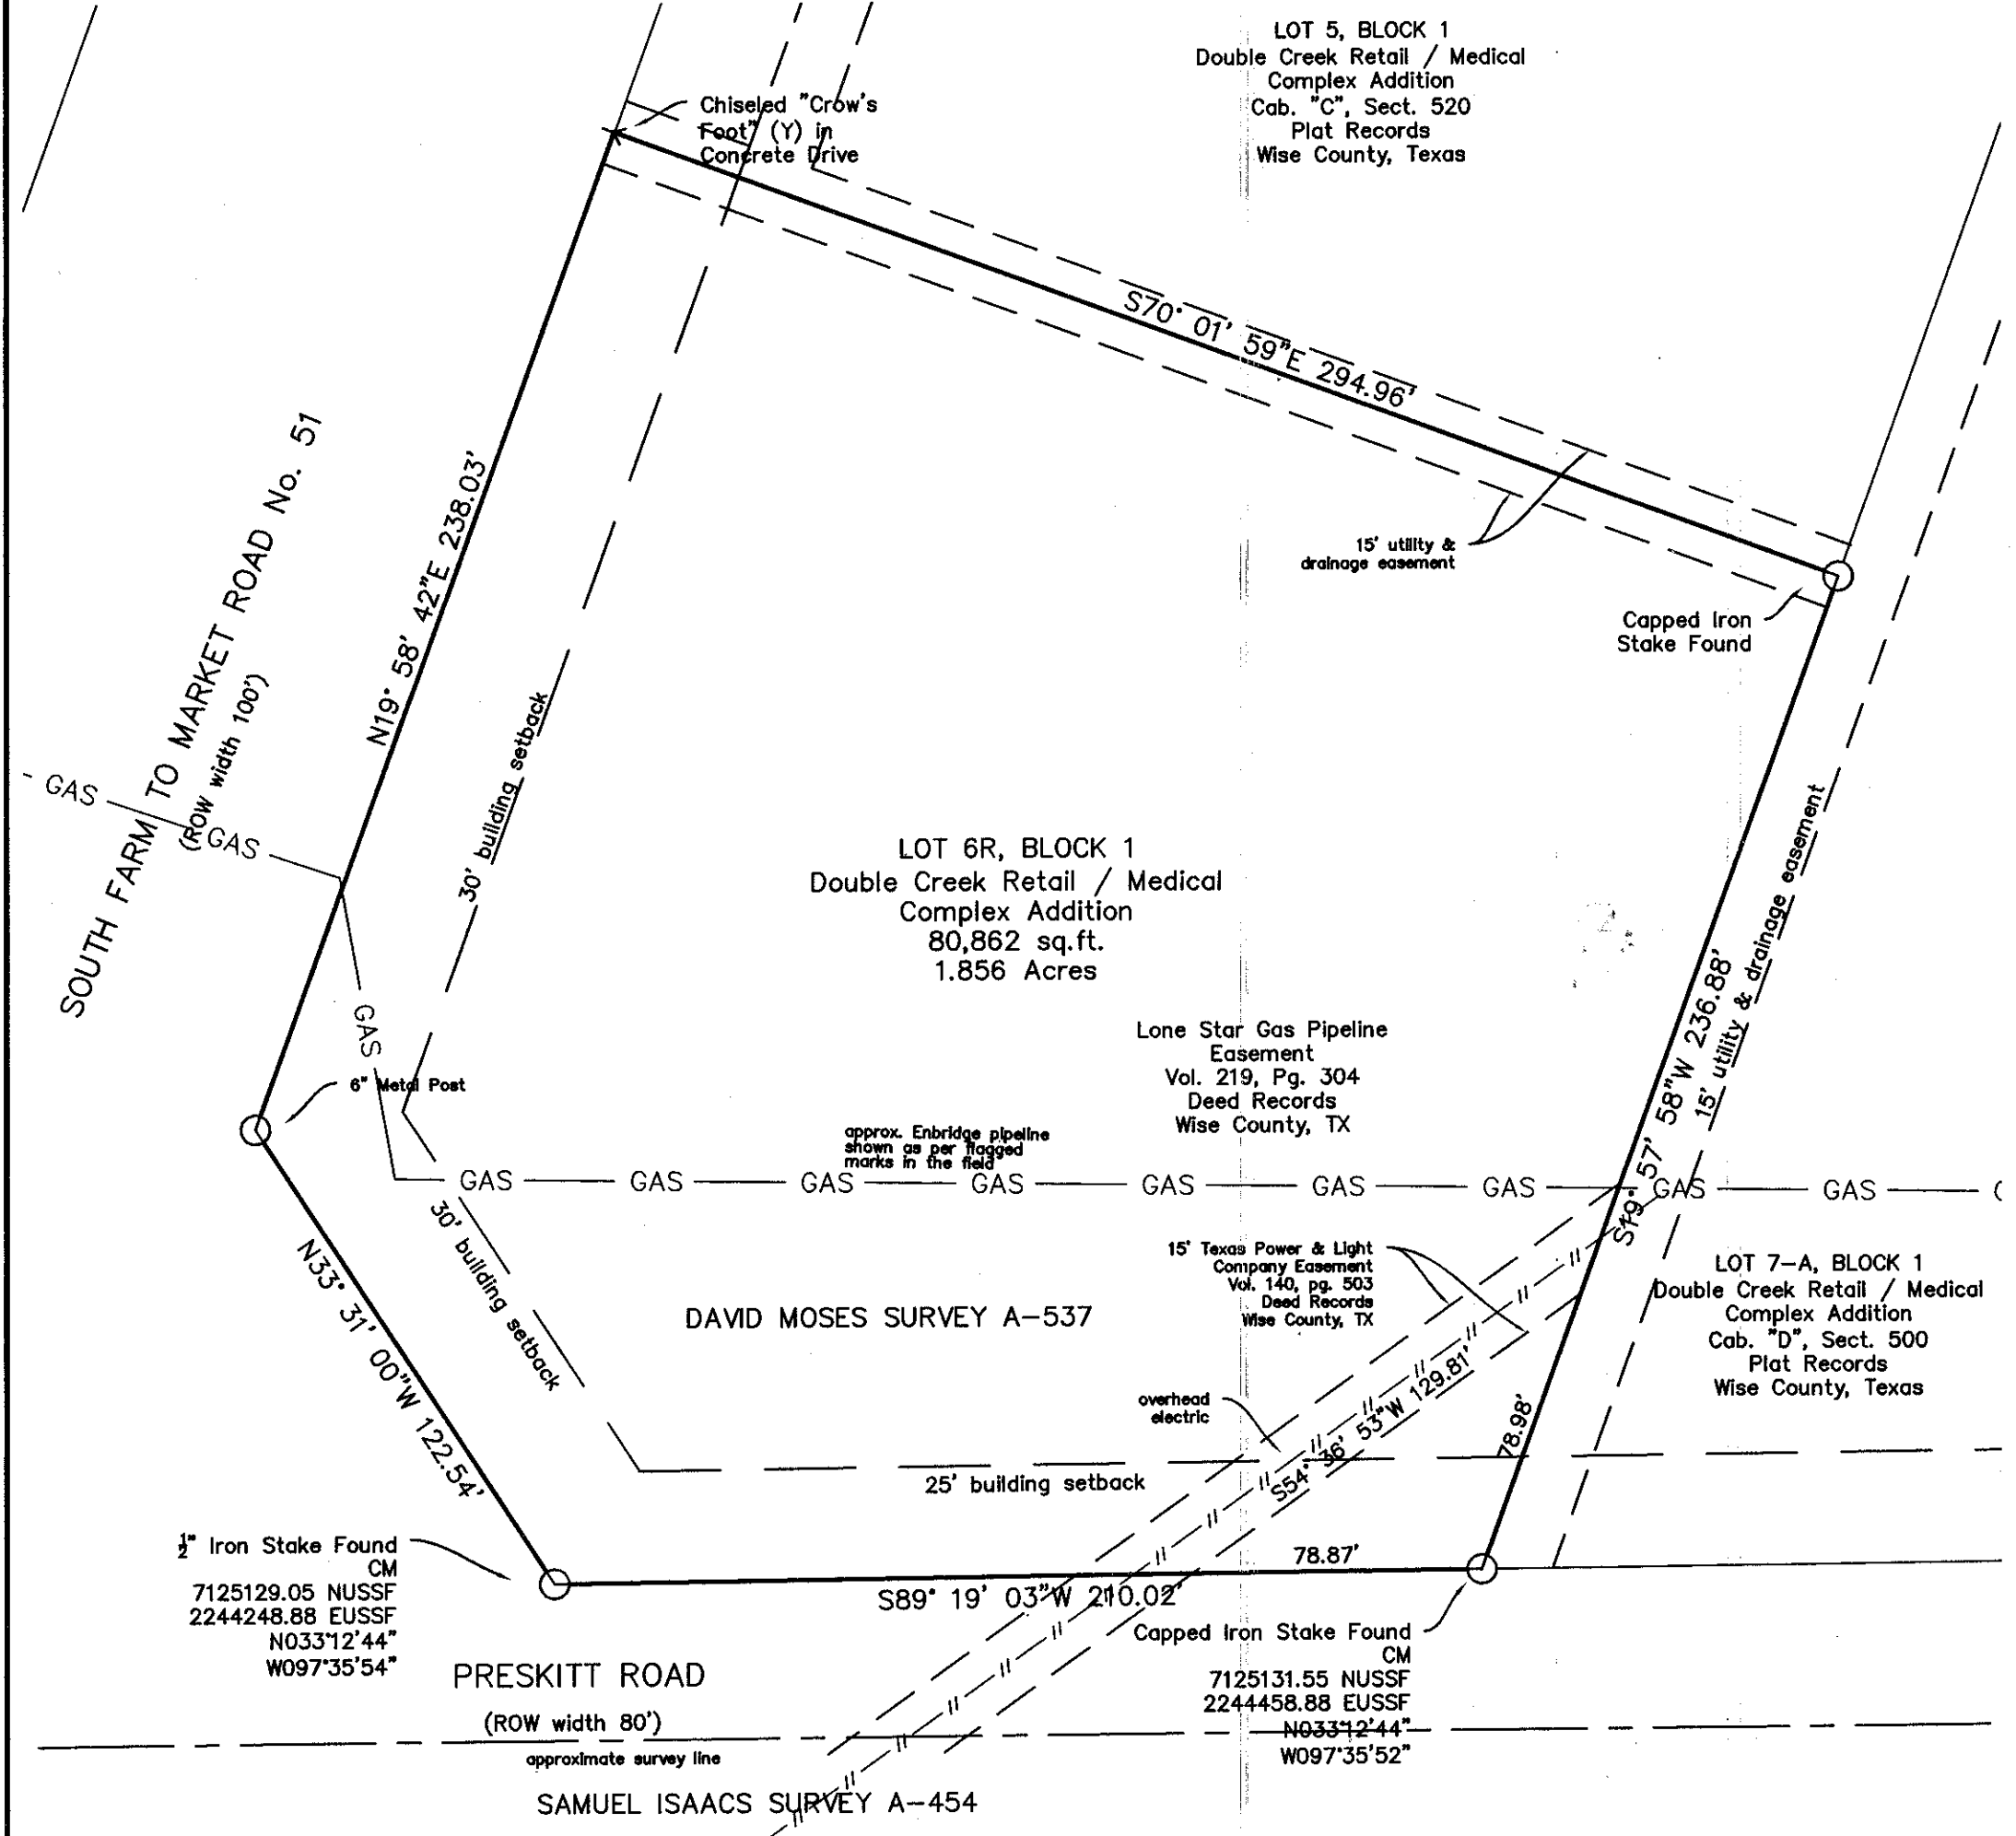 LOT 5, BLOCK 1
Double Creek Retail / Medical
Complex Addition
Cab. "C", Sect. 520
Plat Records
Wise County, Texas
Chiseled "Crow's
Foot" (Y) in
Concrete Drive
S70° 01' 59"E 294.96'
15' utility &
drainage easement
Capped Iron
Stake Found
SOUTH FARM TO MARKET ROAD No. 51
(ROW width 100')
N19° 58' 42"E 238.03'
30' building setback
GAS
GAS
GAS
LOT 6R, BLOCK 1
Double Creek Retail / Medical
Complex Addition
80,862 sq.ft.
1.856 Acres
15' utility & drainage easement
S19° 57' 58"W 236.88'
Lone Star Gas Pipeline
Easement
Vol. 219, Pg. 304
Deed Records
Wise County, TX
6" Metal Post
approx. Enbridge pipeline
shown as per flagged
marks in the field
GAS GAS GAS GAS GAS GAS GAS GAS GAS
30' building setback
N33° 31' 00"W 122.54'
15' Texas Power & Light
Company Easement
Vol. 140, pg. 503
Deed Records
Wise County, TX
LOT 7-A, BLOCK 1
Double Creek Retail / Medical
Complex Addition
Cab. "D", Sect. 500
Plat Records
Wise County, Texas
DAVID MOSES SURVEY A-537
overhead
electric
S54° 36' 53"W 129.81'
78.98'
25' building setback
78.87'
S89° 19' 03"W 210.02'
½" Iron Stake Found
CM
7125129.05 NUSSF
2244248.88 EUSSF
N033°12'44"
W097°35'54"
Capped Iron Stake Found
CM
7125131.55 NUSSF
2244458.88 EUSSF
N033°12'44"
W097°35'52"
PRESKITT ROAD
(ROW width 80')
approximate survey line
SAMUEL ISAACS SURVEY A-454